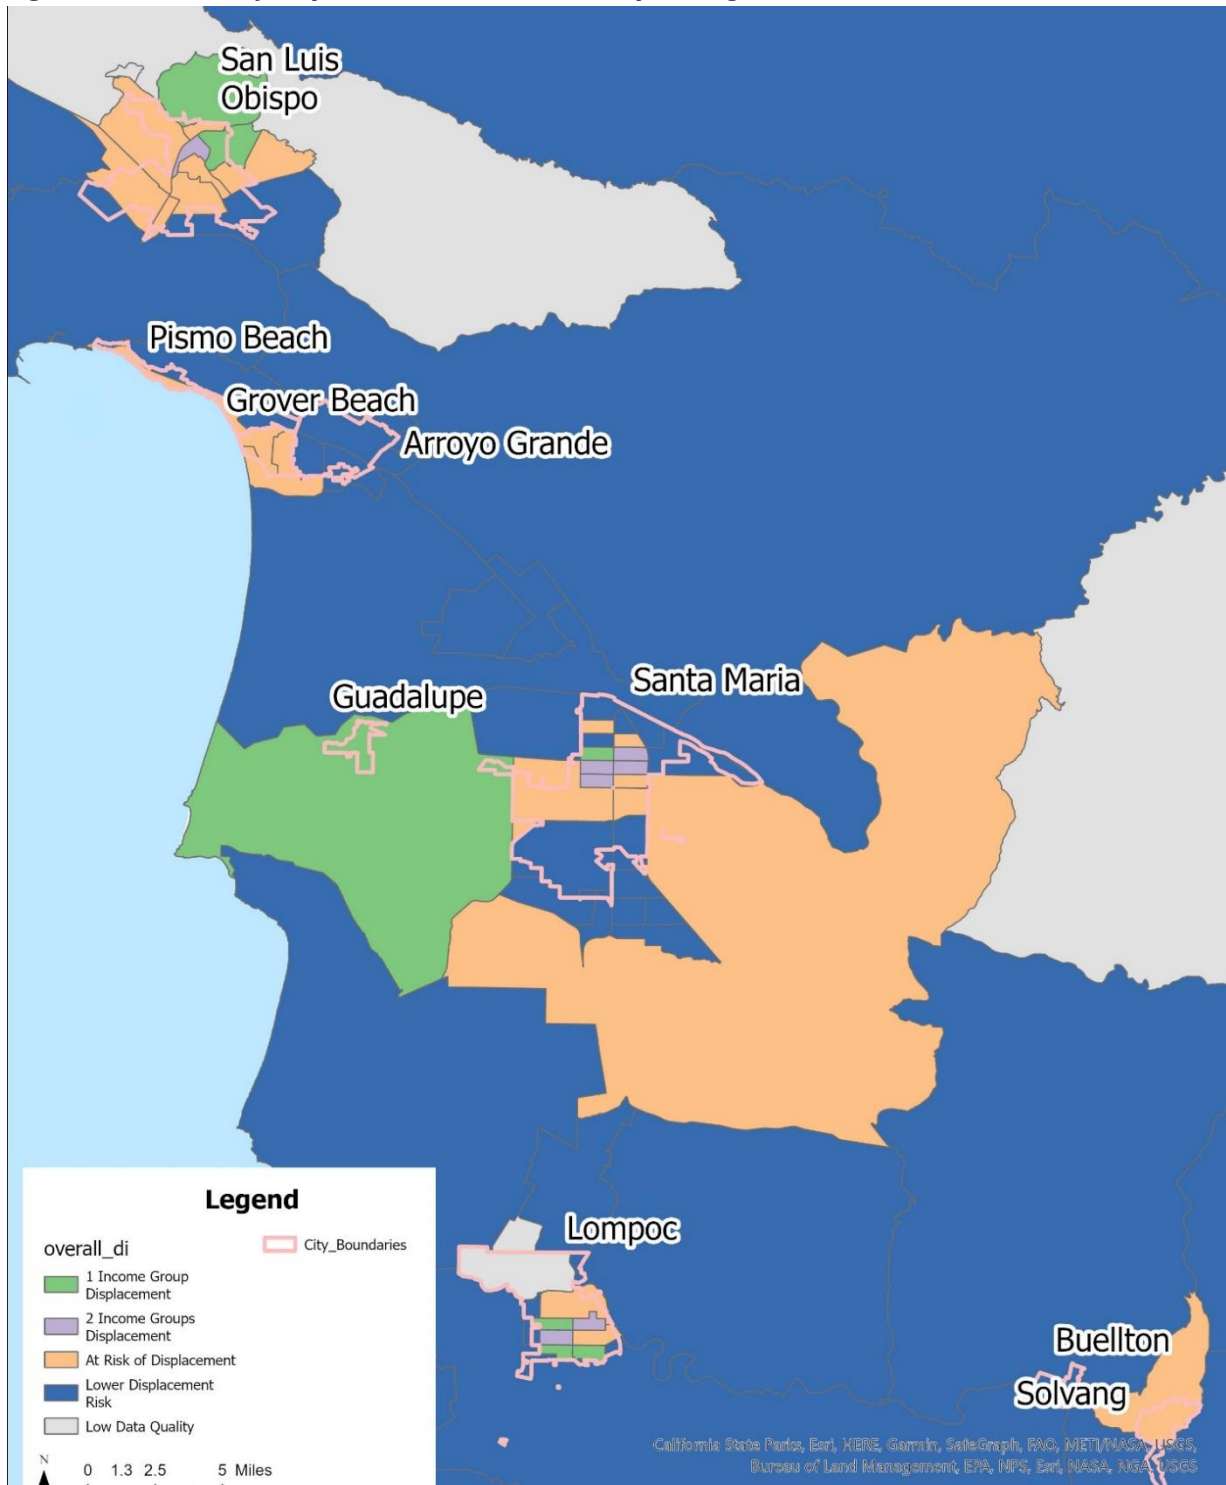 San Luis
Obispo
Pismo Beach
Grover Beach
Arroyo Grande
Santa Maria
Guadalupe
Lompoc
Buellton
Solvang
Legend
overall_di
City_Boundaries
1 Income Group
Displacement
2 Income Groups
Displacement
At Risk of Displacement
Lower Displacement
Risk
Low Data Quality
N
0 1.3 2.5 5 Miles
California State Parks, Esri, HERE, Garmin, SafeGraph, FAO, METI/NASA, USGS,
Bureau of Land Management, EPA, NPS, Esri, NASA, NGA, USGS